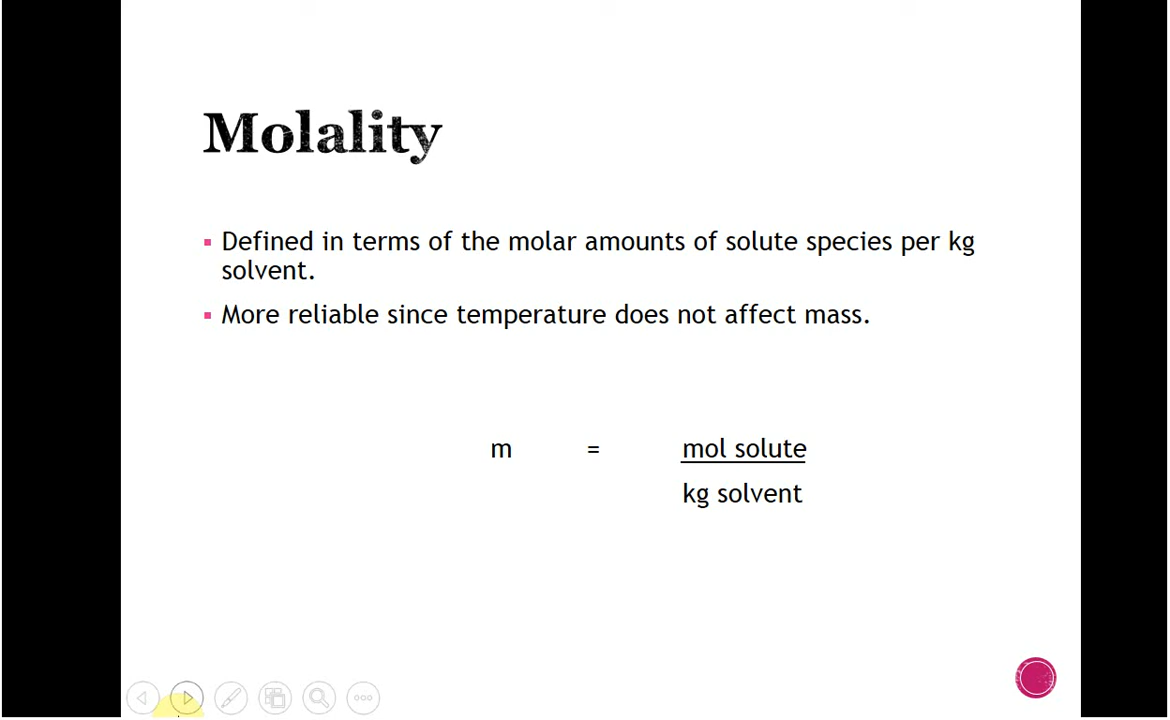 Molality
▪ Defined in terms of the molar amounts of solute species per kg
solvent.
▪ More reliable since temperature does not affect mass.
m = mol solute
kg solvent